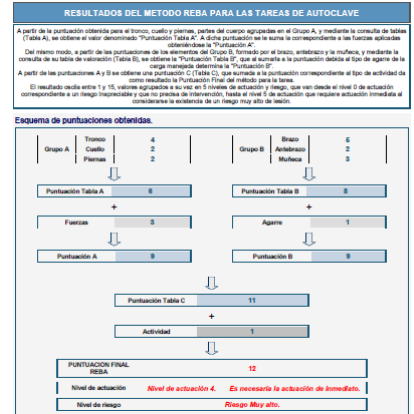 RESULTADOS DEL METODO REBA PARA LAS TAREAS DE AUTOCLAVE
A partir de la puntuación obtenida para el tronco, cuello y piernas, partes del cuerpo agrupadas en el Grupo A, y mediante la consulta de tablas
(Tabla A), se obtiene el valor denominado "Puntuación Tabla A". A dicha puntuación se le suma la correspondiente a las fuerzas aplicadas
obteniéndose la "Puntuación A".
Del mismo modo, a partir de las puntuaciones de los elementos del Grupo B, formado por el brazo, antebrazo y la muñeca, y mediante la
consulta de su tabla de valoración (Tabla B), se obtiene la "Puntuación Tabla B", que al sumarla a la puntuación debida al tipo de agarre de la
carga manejada determina la "Puntuación B".
A partir de las puntuaciones A y B se obtiene una puntuación C (Tabla C), que sumada a la puntuación correspondiente al tipo de actividad da
como resultado la Puntuación Final del método para la tarea.
El resultado oscila entre 1 y 15, valores agrupados a su vez en 5 niveles de actuación y riesgo, que van desde el nivel 0 de actuación
correspondiente a un riesgo inapreciable y que no precisa de intervención, hasta el nivel 5 de actuación que requiere actuación inmediata al
considerarse la existencia de un riesgo muy alto de lesión.
Esquema de puntuaciones obtenidas.
Grupo A
Tronco 4
Cuello 2
Piernas 2
Grupo B
Brazo 5
Antebrazo 2
Muñeca 3
Puntuación Tabla A 6
Puntuación Tabla B 8
+ +
Fuerzas 3
Agarre 1
Puntuación A 9
Puntuación B 9
Puntuación Tabla C 11
+
Actividad 1
PUNTUACION FINAL
REBA
12
Nivel de actuación Nivel de actuación 4. Es necesaria la actuación de inmediato.
Nivel de riesgo Riesgo Muy alto.